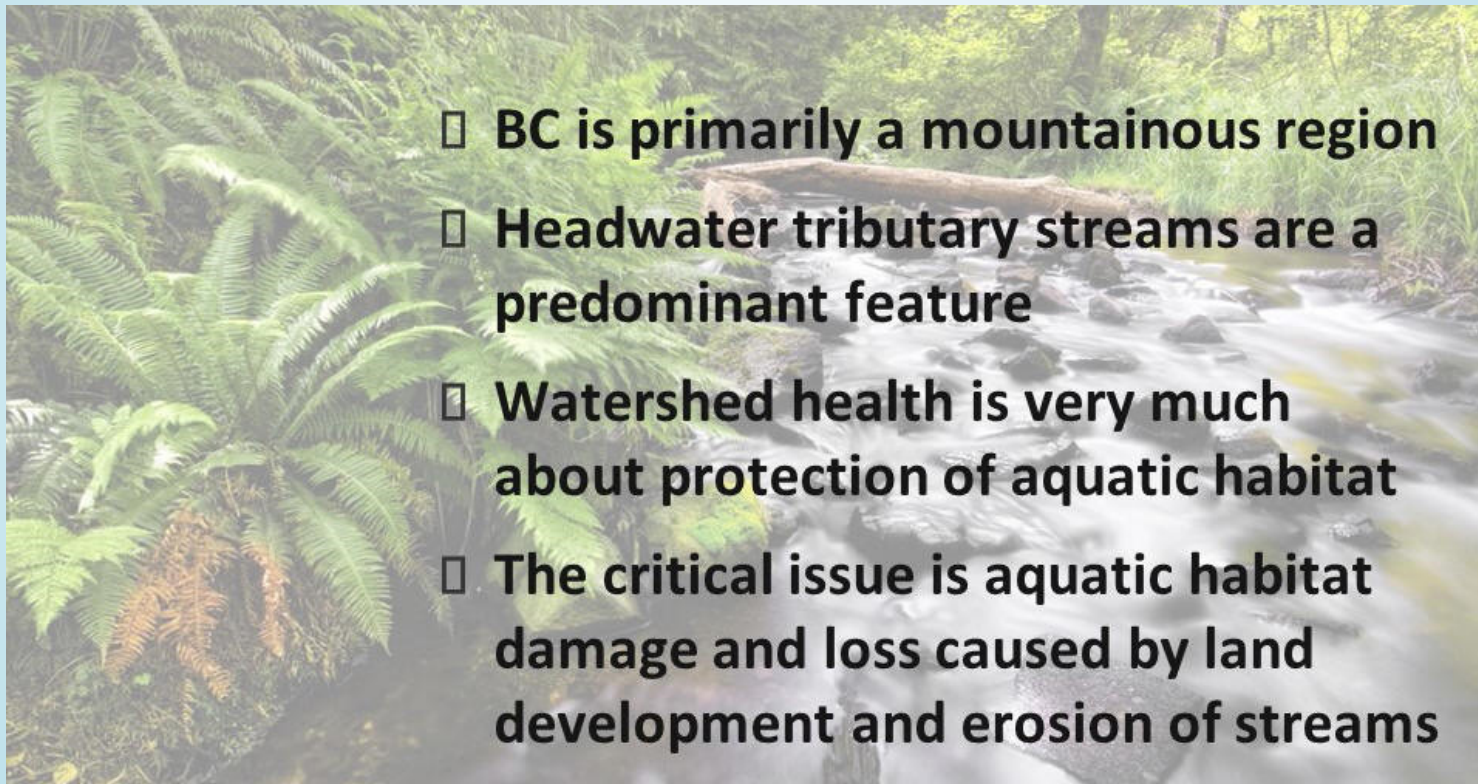 ▯ BC is primarily a mountainous region
▯ Headwater tributary streams are a
predominant feature
▯ Watershed health is very much
about protection of aquatic habitat
▯ The critical issue is aquatic habitat
damage and loss caused by land
development and erosion of streams